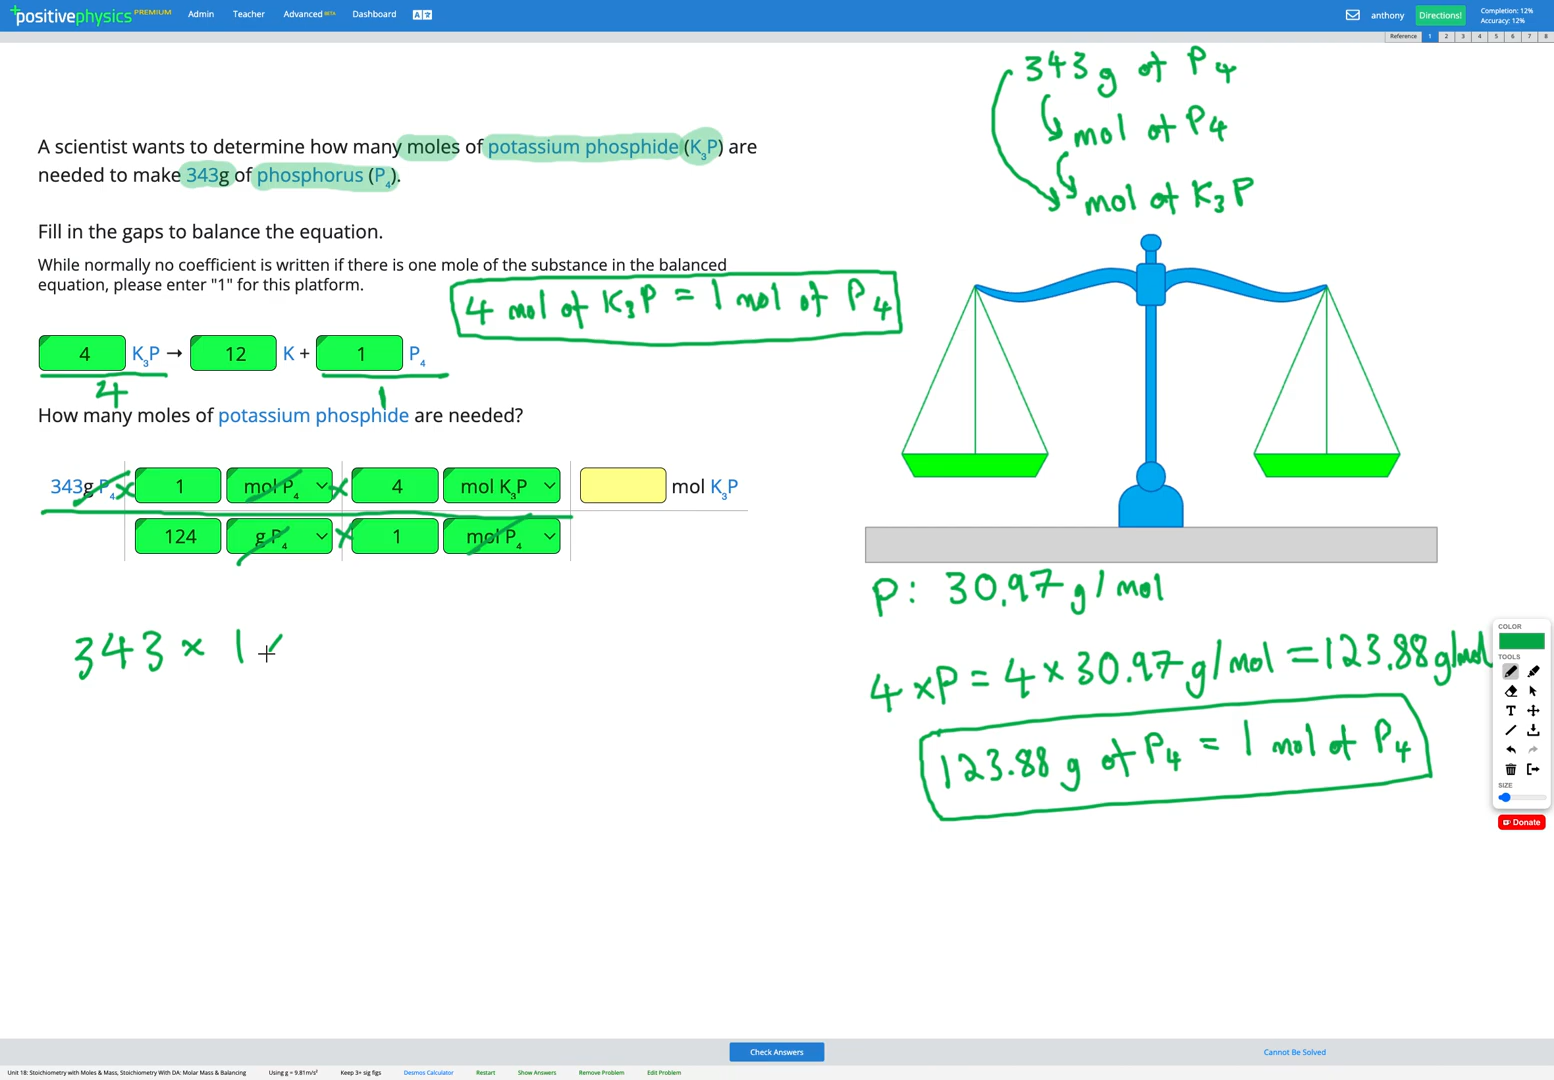 +positivephysics PREMIUM Admin Teacher Advanced BETA Dashboard anthony Directions! Completion: 12% Accuracy: 12%
Reference 1 2 3 4 5 6 7 8
343g of P₄
mol of P₄
mol of K₃P
A scientist wants to determine how many moles of potassium phosphide (K₃P) are
needed to make 343g of phosphorus (P₄).
Fill in the gaps to balance the equation.
While normally no coefficient is written if there is one mole of the substance in the balanced
equation, please enter "1" for this platform.
4 mol of K₃P = 1 mol of P₄
4 K₃P → 12 K + 1 P₄
4 1
How many moles of potassium phosphide are needed?
343g P₄ × 1 mol P₄ × 4 mol K₃P mol K₃P
124 g P₄ × 1 mol P₄
P: 30.97 g/mol
343 × 1
4 × P = 4 × 30.97 g/mol = 123.88 g/mol
123.88 g of P₄ = 1 mol of P₄
COLOR
TOOLS
T
SIZE
Donate
Check Answers Cannot Be Solved
Unit 18: Stoichiometry with Moles & Mass, Stoichiometry With DA: Molar Mass & Balancing Using g = 9.81m/s² Keep 3+ sig figs Desmos Calculator Restart Show Answers Remove Problem Edit Problem